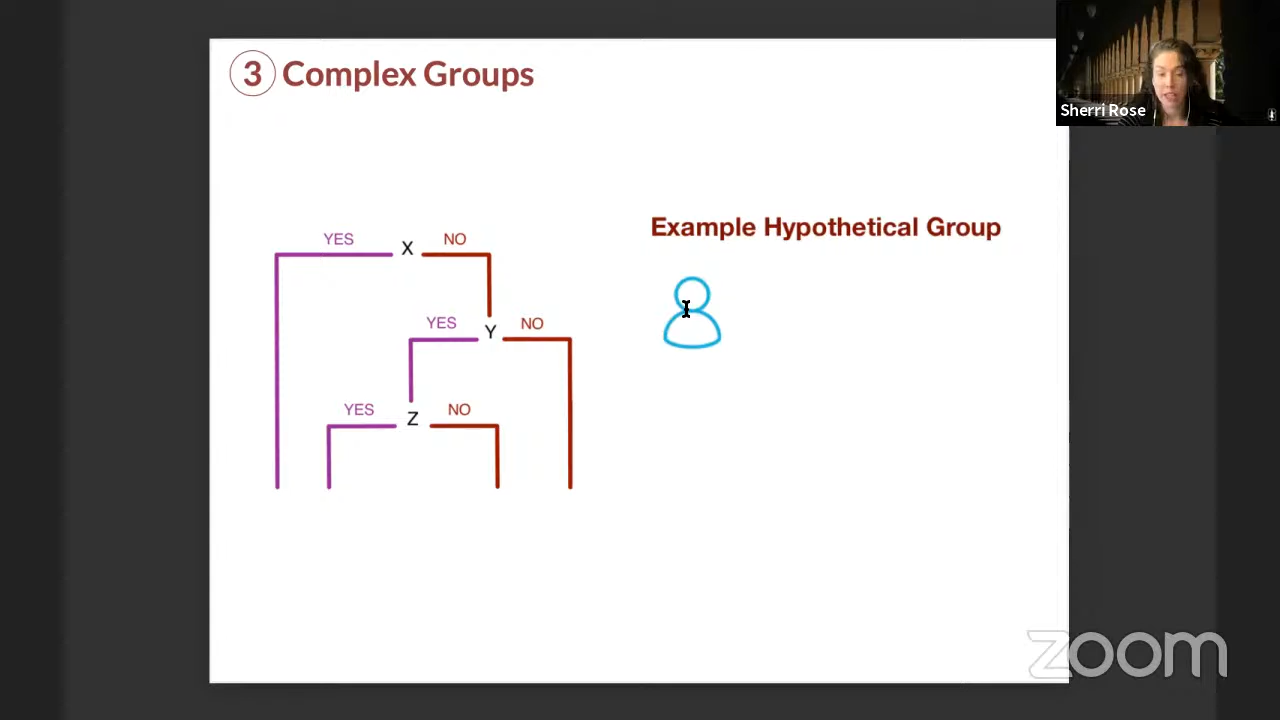 3 Complex Groups
Sherri Rose
Example Hypothetical Group
YES X NO
YES Y NO
YES Z NO
zoom